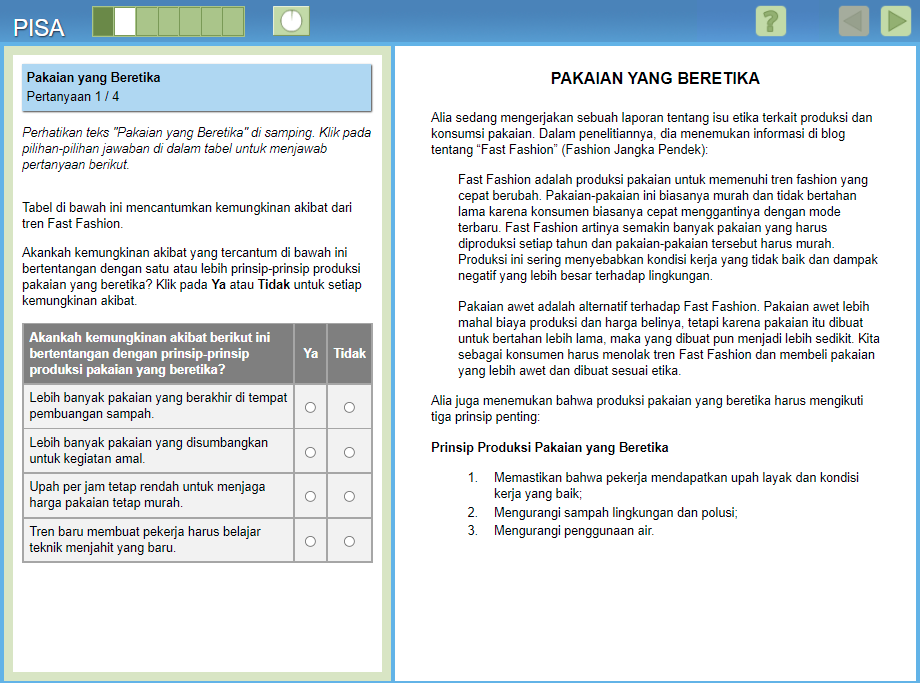 PISA
?
Pakaian yang Beretika
Pertanyaan 1 / 4
Perhatikan teks "Pakaian yang Beretika" di samping. Klik pada
pilihan-pilihan jawaban di dalam tabel untuk menjawab
pertanyaan berikut.
Tabel di bawah ini mencantumkan kemungkinan akibat dari
tren Fast Fashion.
Akankah kemungkinan akibat yang tercantum di bawah ini
bertentangan dengan satu atau lebih prinsip-prinsip produksi
pakaian yang beretika? Klik pada Ya atau Tidak untuk setiap
kemungkinan akibat.
Akankah kemungkinan akibat berikut ini
bertentangan dengan prinsip-prinsip
produksi pakaian yang beretika?
Ya
Tidak
Lebih banyak pakaian yang berakhir di tempat
pembuangan sampah.
Lebih banyak pakaian yang disumbangkan
untuk kegiatan amal.
Upah per jam tetap rendah untuk menjaga
harga pakaian tetap murah.
Tren baru membuat pekerja harus belajar
teknik menjahit yang baru.
PAKAIAN YANG BERETIKA
Alia sedang mengerjakan sebuah laporan tentang isu etika terkait produksi dan
konsumsi pakaian. Dalam penelitiannya, dia menemukan informasi di blog
tentang “Fast Fashion” (Fashion Jangka Pendek):
Fast Fashion adalah produksi pakaian untuk memenuhi tren fashion yang
cepat berubah. Pakaian-pakaian ini biasanya murah dan tidak bertahan
lama karena konsumen biasanya cepat menggantinya dengan mode
terbaru. Fast Fashion artinya semakin banyak pakaian yang harus
diproduksi setiap tahun dan pakaian-pakaian tersebut harus murah.
Produksi ini sering menyebabkan kondisi kerja yang tidak baik dan dampak
negatif yang lebih besar terhadap lingkungan.
Pakaian awet adalah alternatif terhadap Fast Fashion. Pakaian awet lebih
mahal biaya produksi dan harga belinya, tetapi karena pakaian itu dibuat
untuk bertahan lebih lama, maka yang dibuat pun menjadi lebih sedikit. Kita
sebagai konsumen harus menolak tren Fast Fashion dan membeli pakaian
yang lebih awet dan dibuat sesuai etika.
Alia juga menemukan bahwa produksi pakaian yang beretika harus mengikuti
tiga prinsip penting:
Prinsip Produksi Pakaian yang Beretika
1. Memastikan bahwa pekerja mendapatkan upah layak dan kondisi
kerja yang baik;
2. Mengurangi sampah lingkungan dan polusi;
3. Mengurangi penggunaan air.